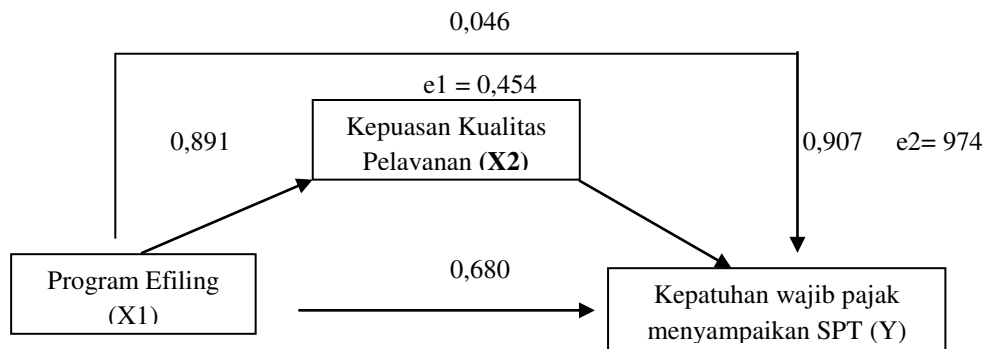 0,046
e1 = 0,454
0,891
Kepuasan Kualitas
Pelayanan (X2)
0,907 e2= 974
Program Efiling
(X1)
0,680
Kepatuhan wajib pajak
menyampaikan SPT (Y)